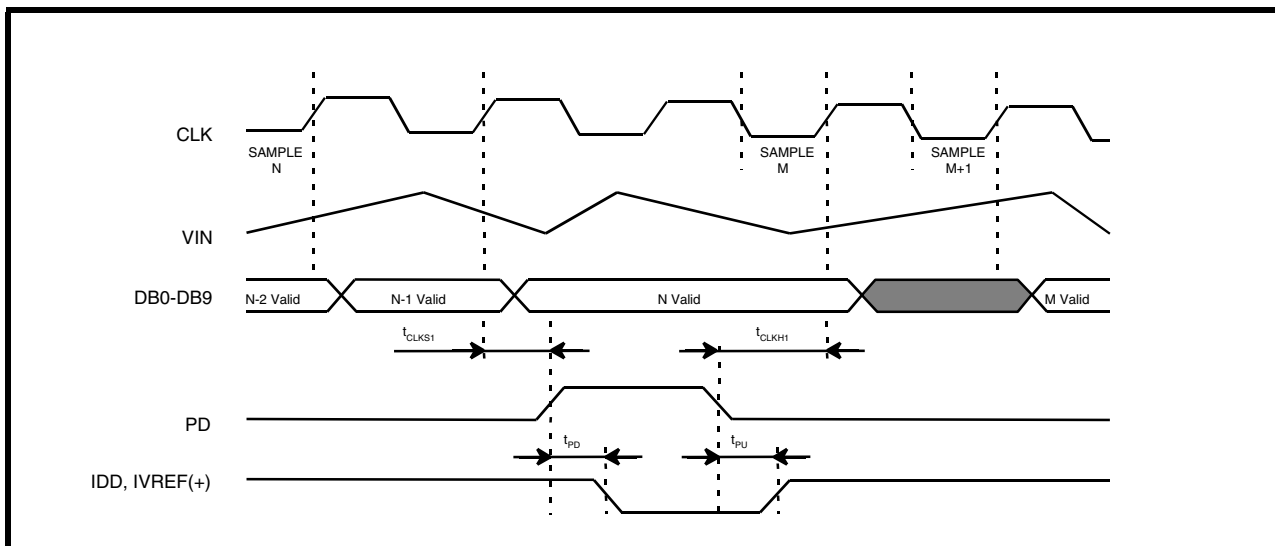 CLK
SAMPLE
N
SAMPLE
M
SAMPLE
M+1
VIN
DB0-DB9
N-2 Valid
N-1 Valid
N Valid
M Valid
tCLKS1
tCLKH1
PD
tPD
tPU
IDD, IVREF(+)